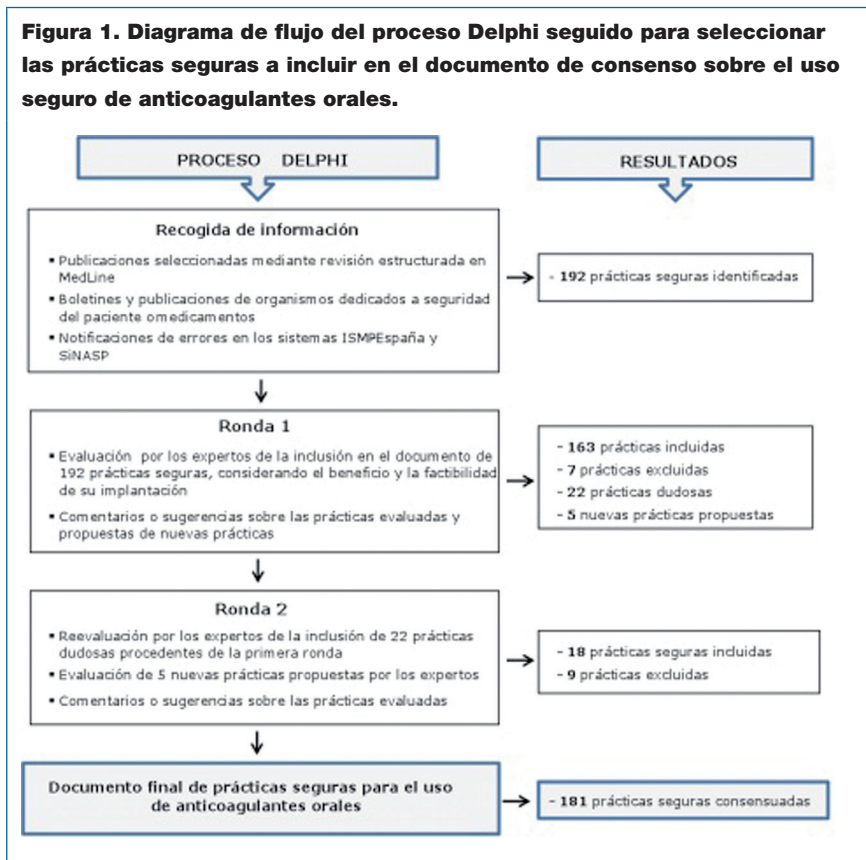 Figura 1. Diagrama de flujo del proceso Delphi seguido para seleccionar
las prácticas seguras a incluir en el documento de consenso sobre el uso
seguro de anticoagulantes orales.
PROCESO DELPHI
RESULTADOS
Recogida de información
▪ Publicaciones seleccionadas mediante revisión estructurada en
MedLine
▪ Boletines y publicaciones de organismos dedicados a seguridad
del paciente omedicamentos
▪ Notificaciones de errores en los sistemas ISMPEspaña y
SiNASP
- 192 prácticas seguras identificadas
Ronda 1
▪ Evaluación por los expertos de la inclusión en el documento de
192 prácticas seguras, considerando el beneficio y la factibilidad
de su implantación
▪ Comentarios o sugerencias sobre las prácticas evaluadas y
propuestas de nuevas prácticas
- 163 prácticas incluidas
- 7 prácticas excluidas
- 22 prácticas dudosas
- 5 nuevas prácticas propuestas
Ronda 2
▪ Reevaluación por los expertos de la inclusión de 22 prácticas
dudosas procedentes de la primera ronda
▪ Evaluación de 5 nuevas prácticas propuestas por los expertos
▪ Comentarios o sugerencias sobre las prácticas evaluadas
- 18 prácticas seguras incluidas
- 9 prácticas excluidas
Documento final de prácticas seguras para el uso
de anticoagulantes orales
- 181 prácticas seguras consensuadas